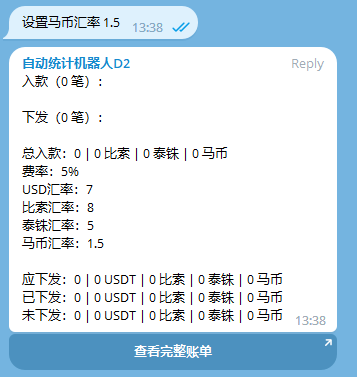 设置马币汇率 1.5
13:38
自动统计机器人D2
Reply
入款（0 笔）:
下发（0 笔）:
总入款: 0 | 0 比索 | 0 泰铢 | 0 马币
费率: 5%
USD汇率: 7
比索汇率: 8
泰铢汇率: 5
马币汇率: 1.5
应下发: 0 | 0 USDT | 0 比索 | 0 泰铢 | 0 马币
已下发: 0 | 0 USDT | 0 比索 | 0 泰铢 | 0 马币
未下发: 0 | 0 USDT | 0 比索 | 0 泰铢 | 0 马币
13:38
查看完整账单